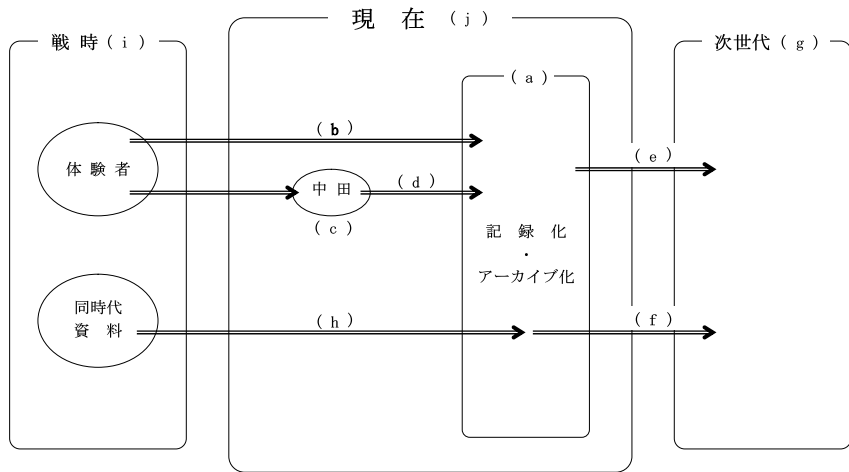 現 在 ( j )
戦 時 ( i )
次世代 ( g )
( a )
( b )
体 験 者
( e )
中 田
( d )
( c )
記 録 化
・
アーカイブ化
同時代
資 料
( h )
( f )